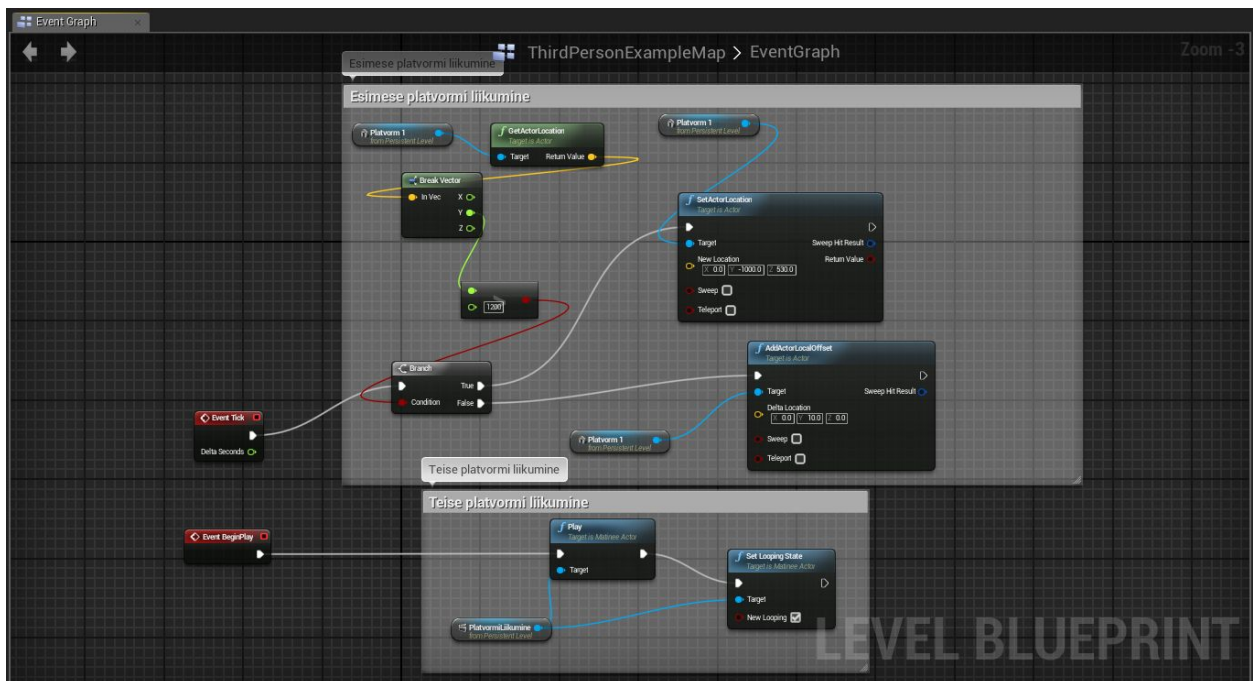 Event Graph
ThirdPersonExampleMap > EventGraph
Zoom -3
Esimese platvormi liikumine
Esimese platvormi liikumine
Platvorm 1
from Persistent Level
GetActorLocation
Target is Actor
Target Return Value
Platvorm 1
from Persistent Level
Break Vector
In Vec X
Y
Z
SetActorLocation
Target is Actor
Target Sweep Hit Result
New Location Return Value
X 0.0 Y -1000.0 Z 530.0
Sweep
Teleport
>
1200
Branch
True
Condition False
AddActorLocalOffset
Target is Actor
Target Sweep Hit Result
Delta Location
X 0.0 Y 10.0 Z 0.0
Sweep
Teleport
Event Tick
Delta Seconds
Platvorm 1
from Persistent Level
Teise platvormi liikumine
Teise platvormi liikumine
Event BeginPlay
Play
Target is Matinee Actor
Target
Set Looping State
Target is Matinee Actor
Target
New Looping
PlatvormiLiikumine
from Persistent Level
LEVEL BLUEPRINT